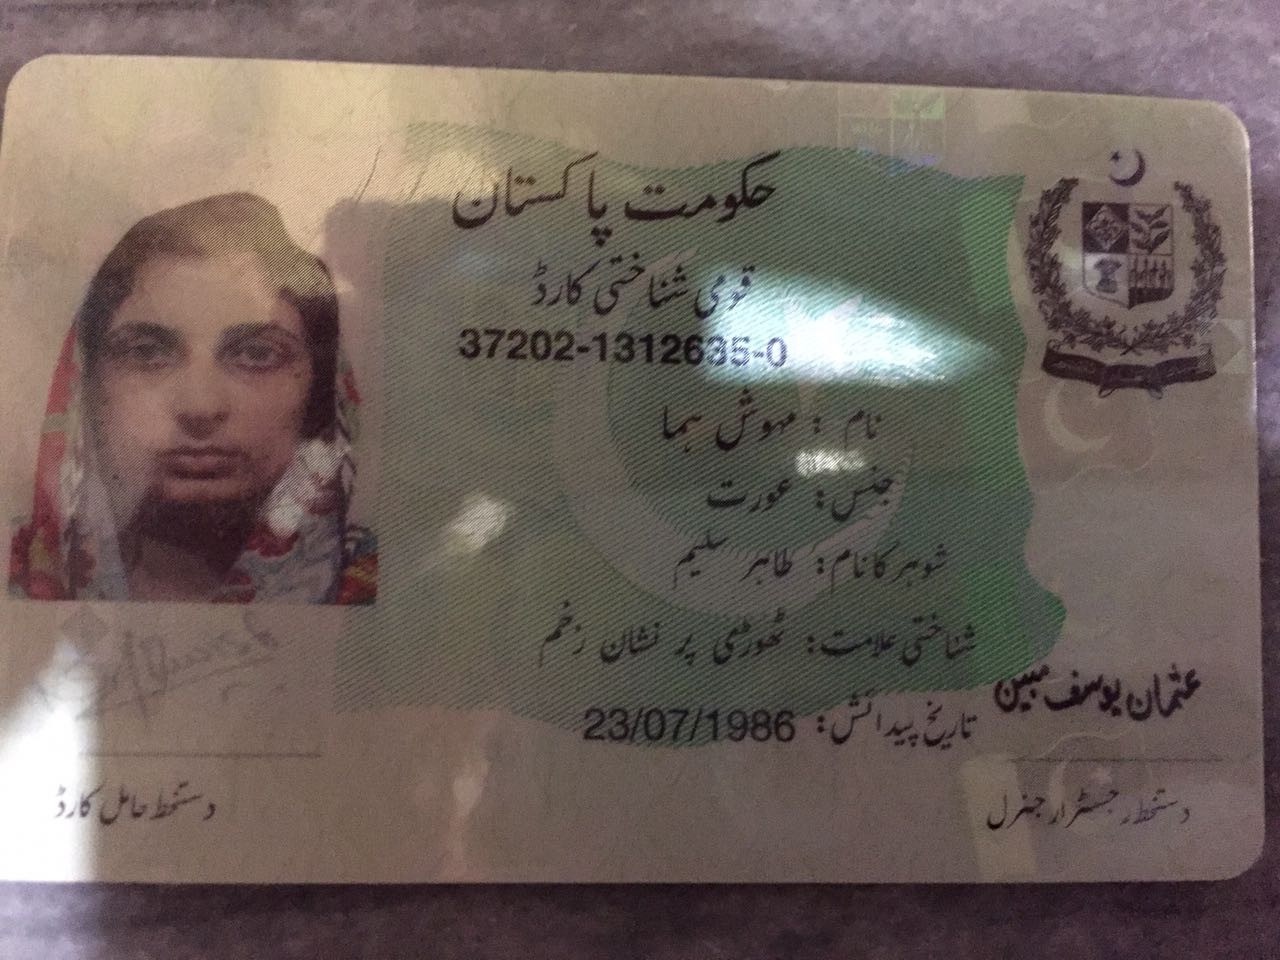 حکومت پاکستان
قومی شناختی کارڈ
37202-1312635-0
نام : مہوش ہما
جنس : عورت
شوہر کا نام : طاہر سلیم
شناختی علامت : ٹھوڑی پر نشان زخم
تاریخ پیدائش : 23/07/1986
عثمان یوسف مبین
دستخط حامل کارڈ
دستخط رجسٹرار جنرل